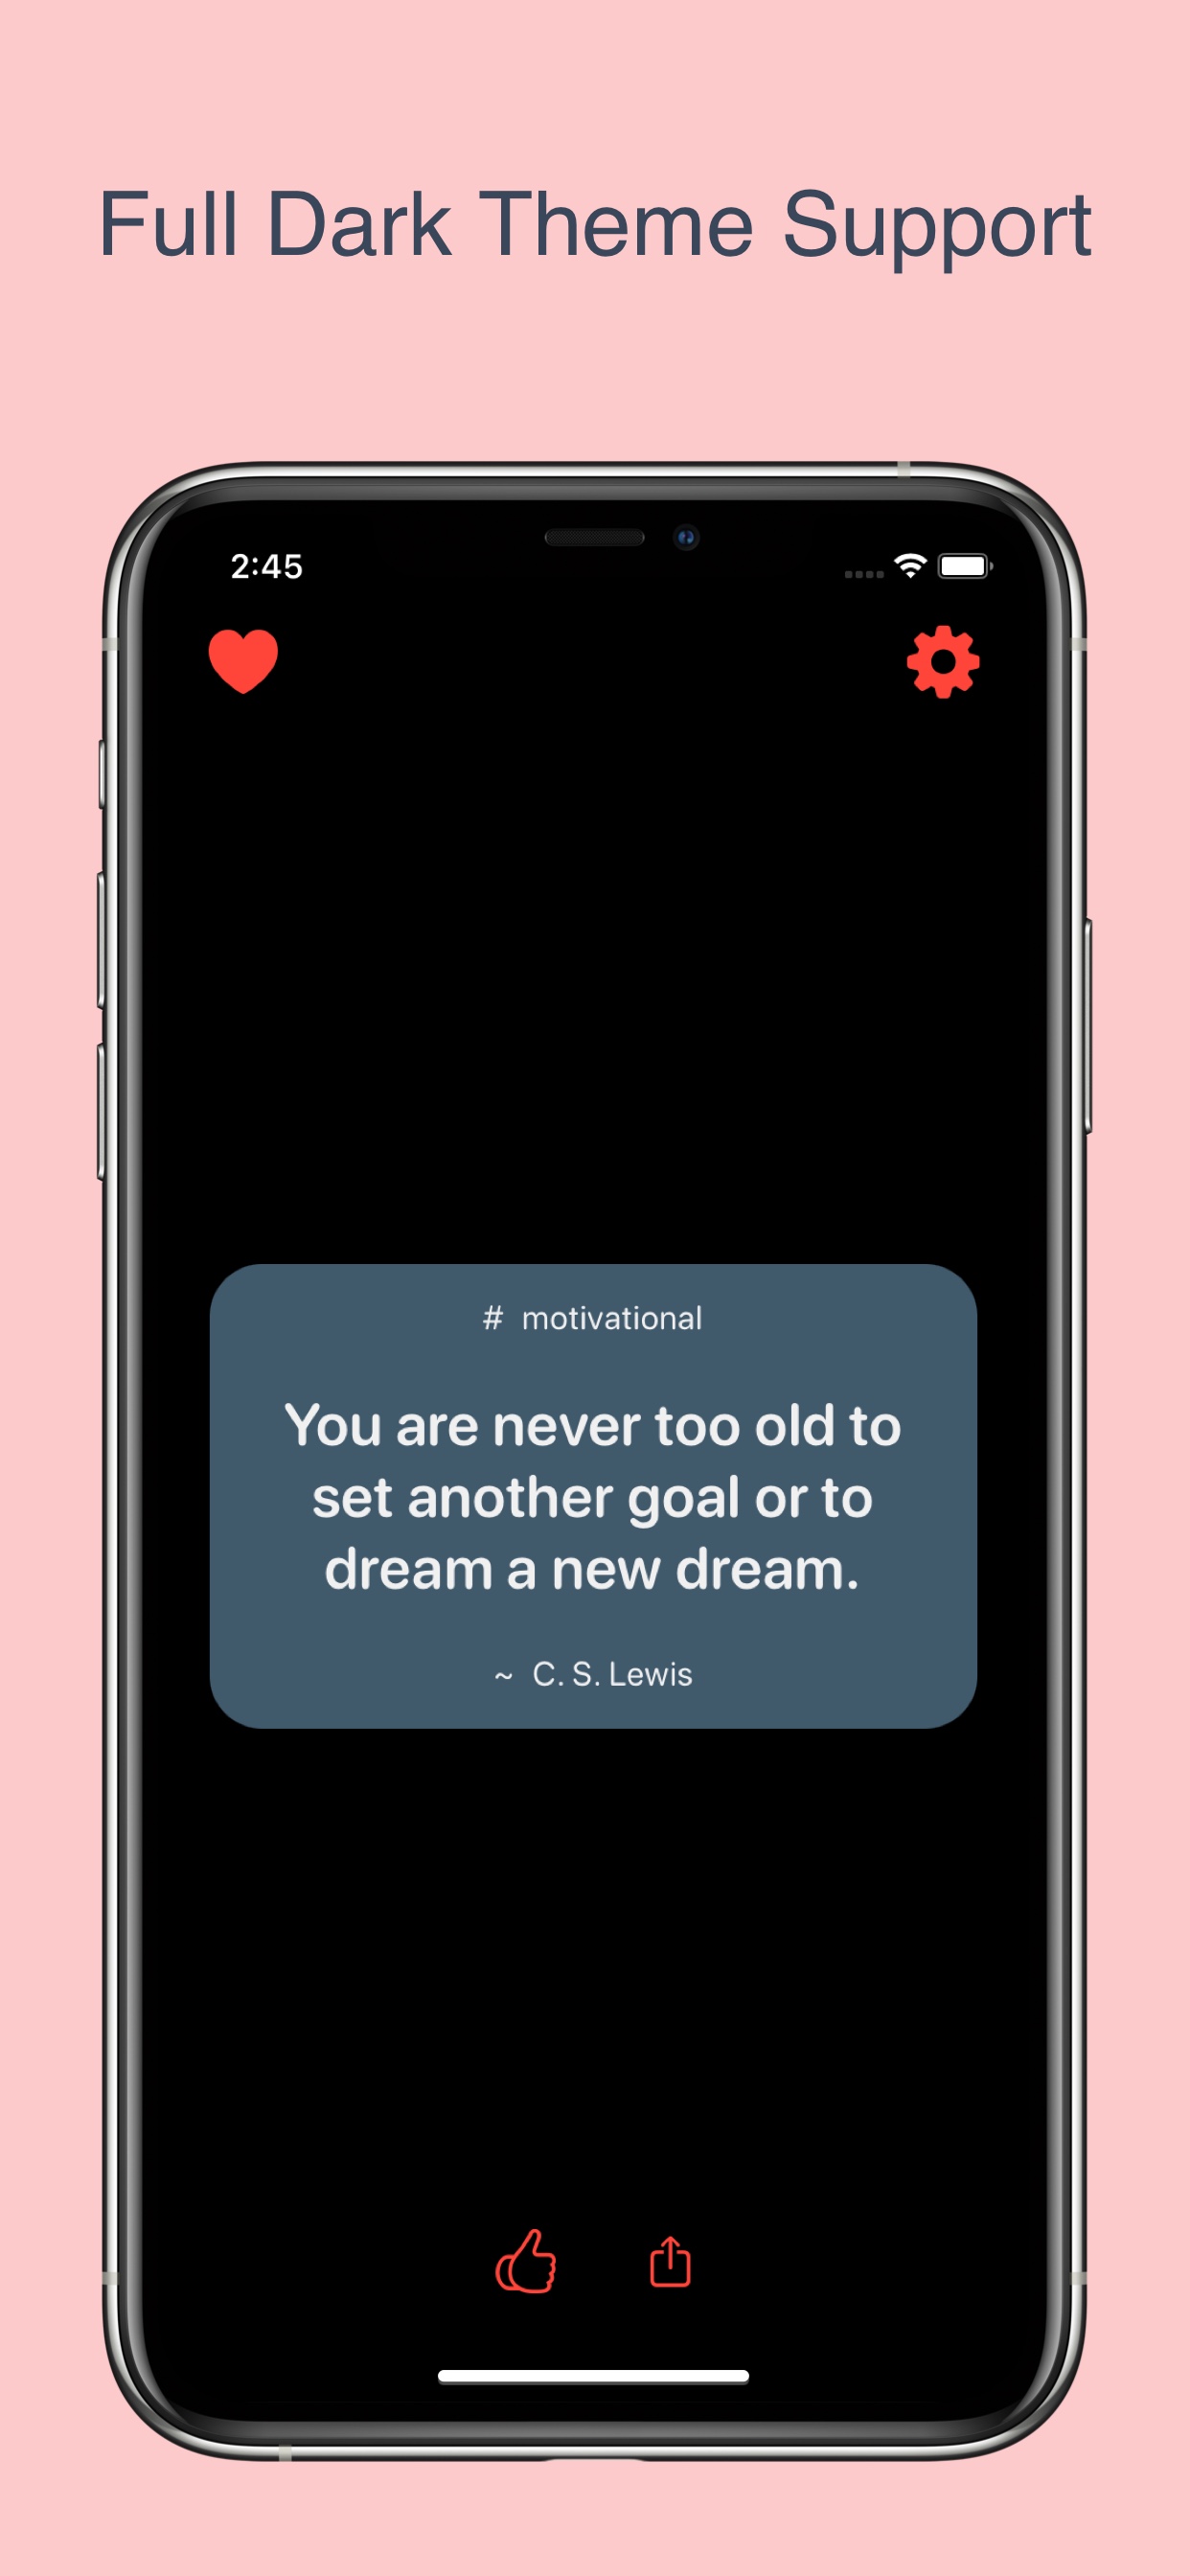 Full Dark Theme Support
2:45
# motivational
You are never too old to
set another goal or to
dream a new dream.
~ C. S. Lewis